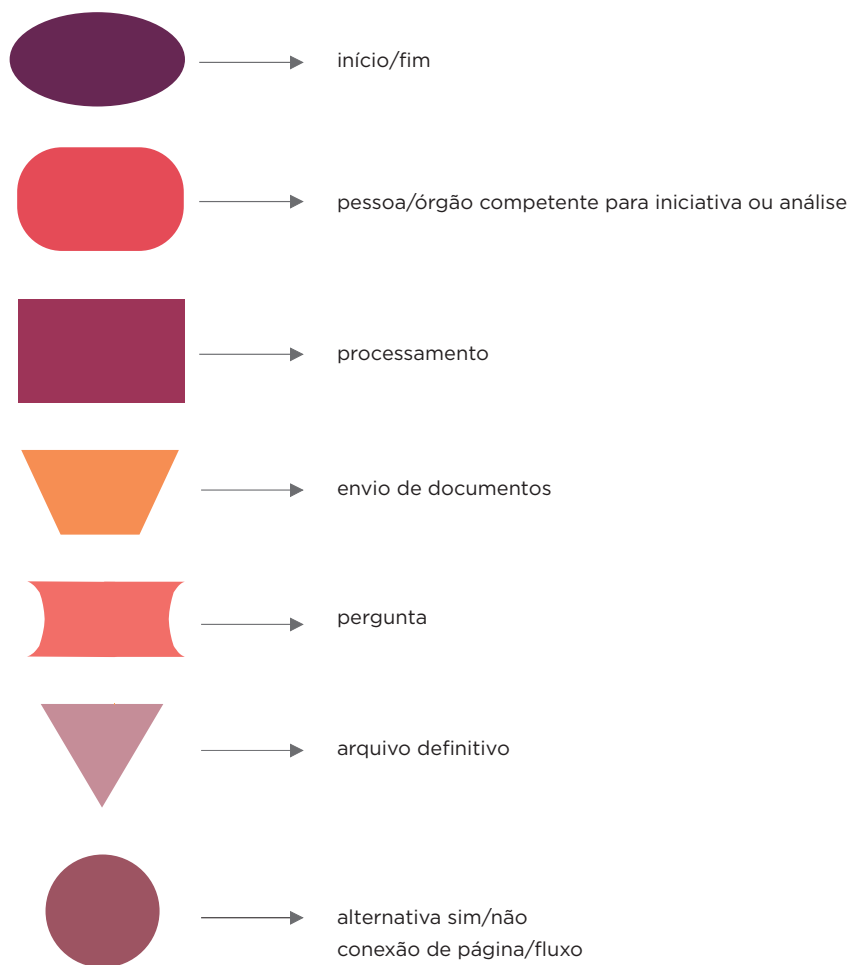 início/fim
pessoa/órgão competente para iniciativa ou análise
processamento
envio de documentos
pergunta
arquivo definitivo
alternativa sim/não
conexão de página/fluxo